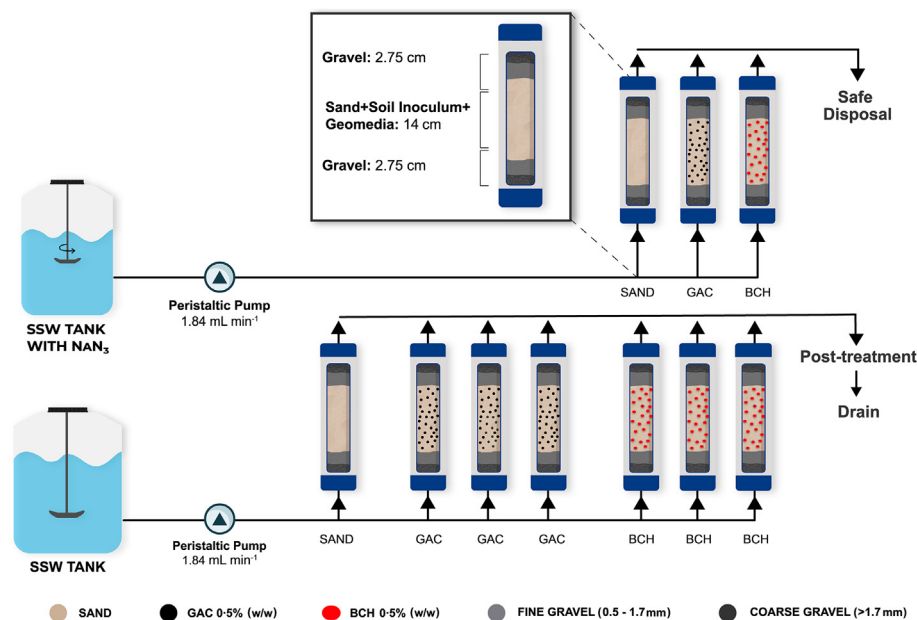 Gravel: 2.75 cm
Sand+Soil Inoculum+
Geomedia: 14 cm
Gravel: 2.75 cm
Safe
Disposal
SAND GAC BCH
Peristaltic Pump
1.84 mL min⁻¹
SSW TANK
WITH NaN₃
Post-treatment
Drain
SAND GAC GAC GAC BCH BCH BCH
Peristaltic Pump
1.84 mL min⁻¹
SSW TANK
SAND GAC 0·5% (w/w) BCH 0·5% (w/w) FINE GRAVEL (0.5 - 1.7mm) COARSE GRAVEL (>1.7mm)